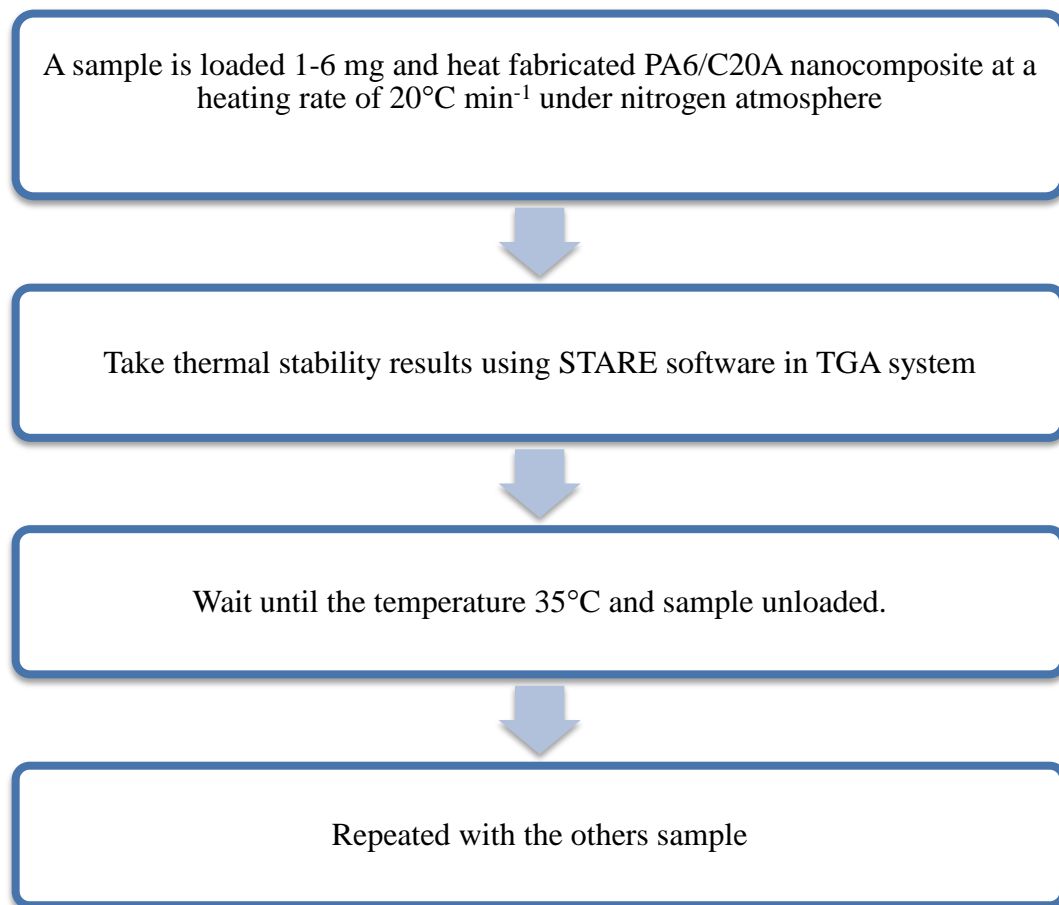 A sample is loaded 1-6 mg and heat fabricated PA6/C20A nanocomposite at a
heating rate of 20°C min⁻¹ under nitrogen atmosphere
Take thermal stability results using STARE software in TGA system
Wait until the temperature 35°C and sample unloaded.
Repeated with the others sample